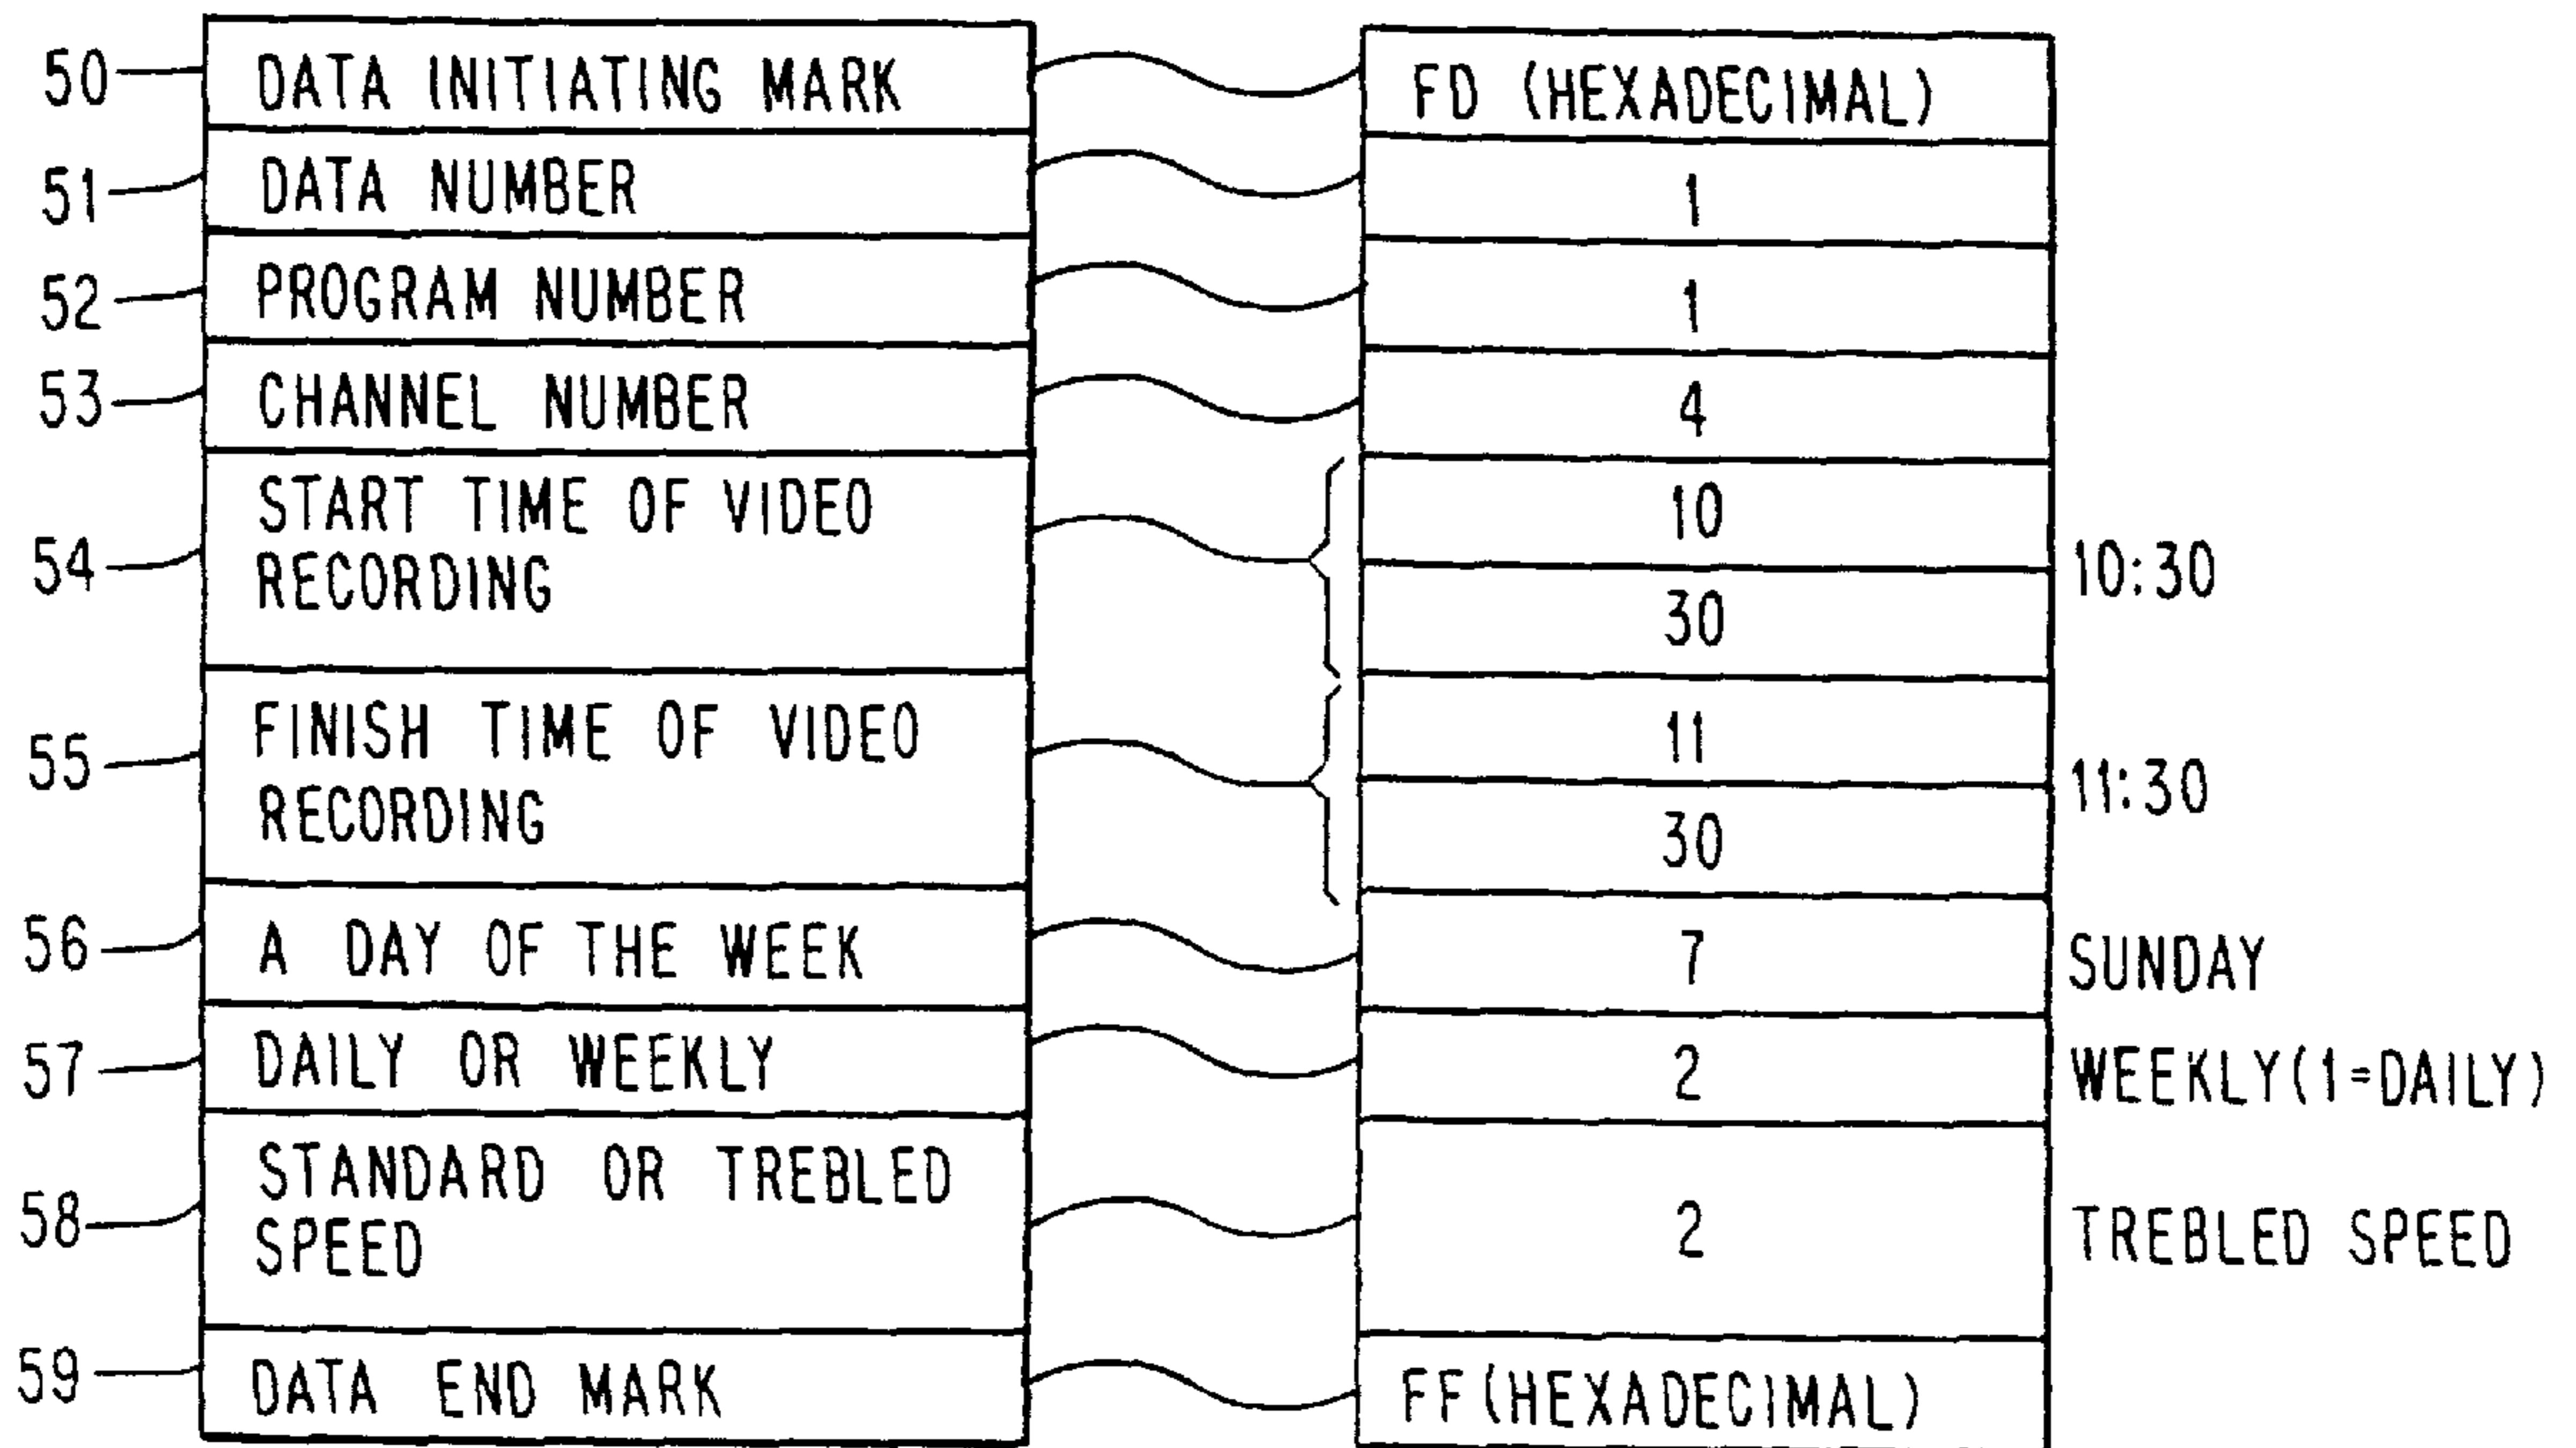 50 DATA INITIATING MARK FD (HEXADECIMAL)
51 DATA NUMBER 1
52 PROGRAM NUMBER 1
53 CHANNEL NUMBER 4
54 START TIME OF VIDEO RECORDING 10 30 10:30
55 FINISH TIME OF VIDEO RECORDING 11 30 11:30
56 A DAY OF THE WEEK 7 SUNDAY
57 DAILY OR WEEKLY 2 WEEKLY(1=DAILY)
58 STANDARD OR TREBLED SPEED 2 TREBLED SPEED
59 DATA END MARK FF(HEXADECIMAL)